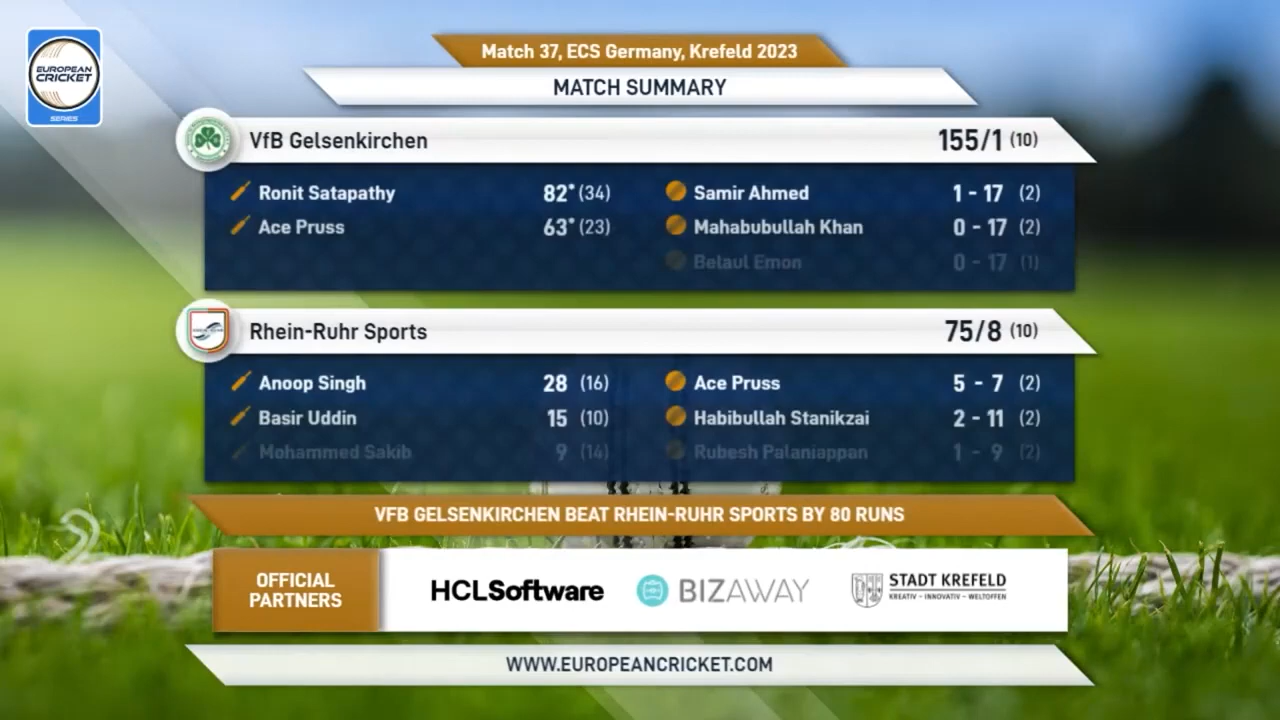 EUROPEAN
CRICKET
SERIES
Match 37, ECS Germany, Krefeld 2023
MATCH SUMMARY
VfB Gelsenkirchen 155/1 (10)
Ronit Satapathy 82* (34) Samir Ahmed 1 - 17 (2)
Ace Pruss 63* (23) Mahabubullah Khan 0 - 17 (2)
Belaul Emon 0 - 17 (1)
Rhein-Ruhr Sports 75/8 (10)
Anoop Singh 28 (16) Ace Pruss 5 - 7 (2)
Basir Uddin 15 (10) Habibullah Stanikzai 2 - 11 (2)
Mohammed Sakib 9 (14) Rubesh Palaniappan 1 - 9 (2)
VFB GELSENKIRCHEN BEAT RHEIN-RUHR SPORTS BY 80 RUNS
OFFICIAL
PARTNERS
HCLSoftware
BIZAWAY
STADT KREFELD
KREATIV - INNOVATIV - WELTOFFEN
WWW.EUROPEANCRICKET.COM